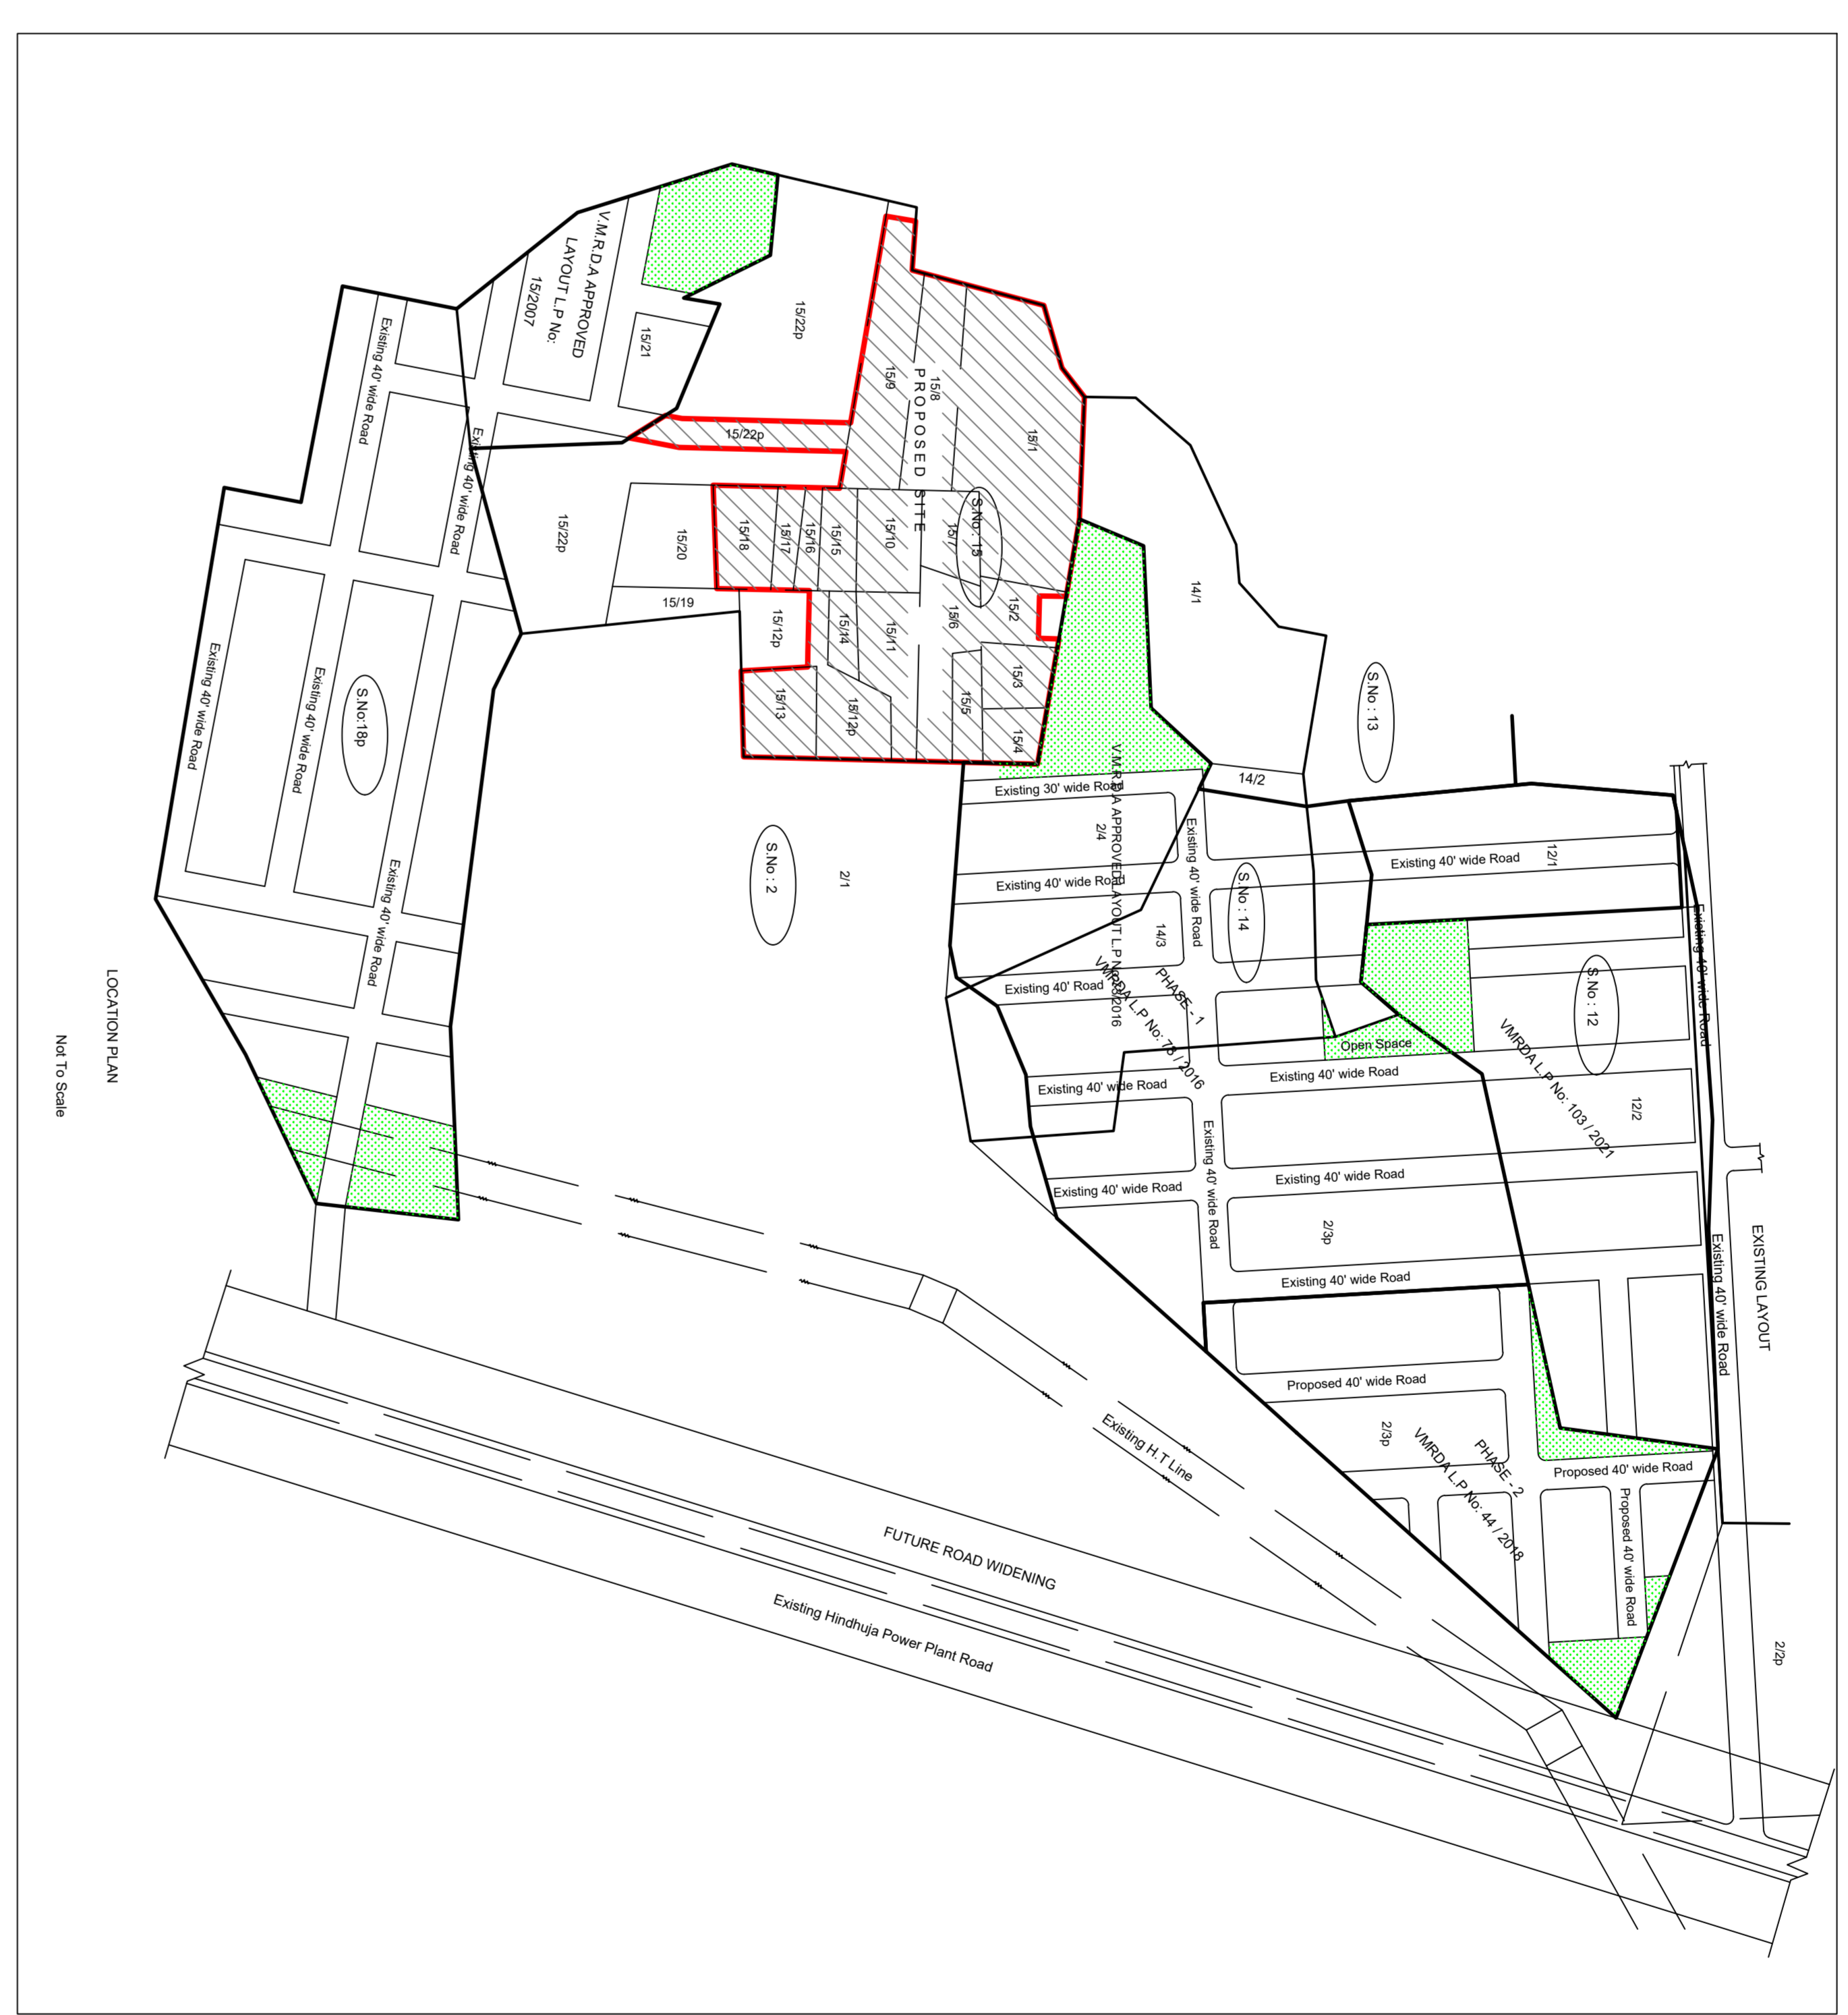 V.M.R.D.A APPROVED
LAYOUT L.P No:
15/2007
15/21
15/22p
15/9
15/8
PROPOSED SITE
15/1
15/22p
15/22p
15/20
15/19
15/18
15/17
15/16
15/15
15/10
15/7
S.No : 15
15/12p
15/14
15/11
15/6
15/2
15/3
15/5
15/4
15/13
15/12p
14/1
14/2
S.No : 13
Existing 40' wide Road
Existing 40' wide Road
Existing 40' wide Road
Existing 40' wide Road
Existing 40' wide Road
S.No:18p
S.No : 2
2/1
Existing 30' wide Road
2/4
V.M.R.D.A APPROVED LAYOUT L.P No:
/2016
Existing 40' wide Road
Existing 40' wide Road
S.No : 14
14/3
Existing 40' Road
PHASE - 1
VMRDA L.P No: 73 / 2016
Existing 40' wide Road
12/1
Existing 40' wide Road
S.No : 12
Open Space
VMRDA L.P No: 103 / 2021
12/2
Existing 40' wide Road
Existing 40' wide Road
Existing 40' wide Road
Existing 40' wide Road
Existing 40' wide Road
2/3p
Existing 40' wide Road
Existing 40' wide Road
EXISTING LAYOUT
Proposed 40' wide Road
2/3p
PHASE - 2
VMRDA L.P No: 44 / 2018
Proposed 40' wide Road
Proposed 40' wide Road
2/2p
Existing H.T Line
FUTURE ROAD WIDENING
Existing Hindhuja Power Plant Road
LOCATION PLAN
Not To Scale